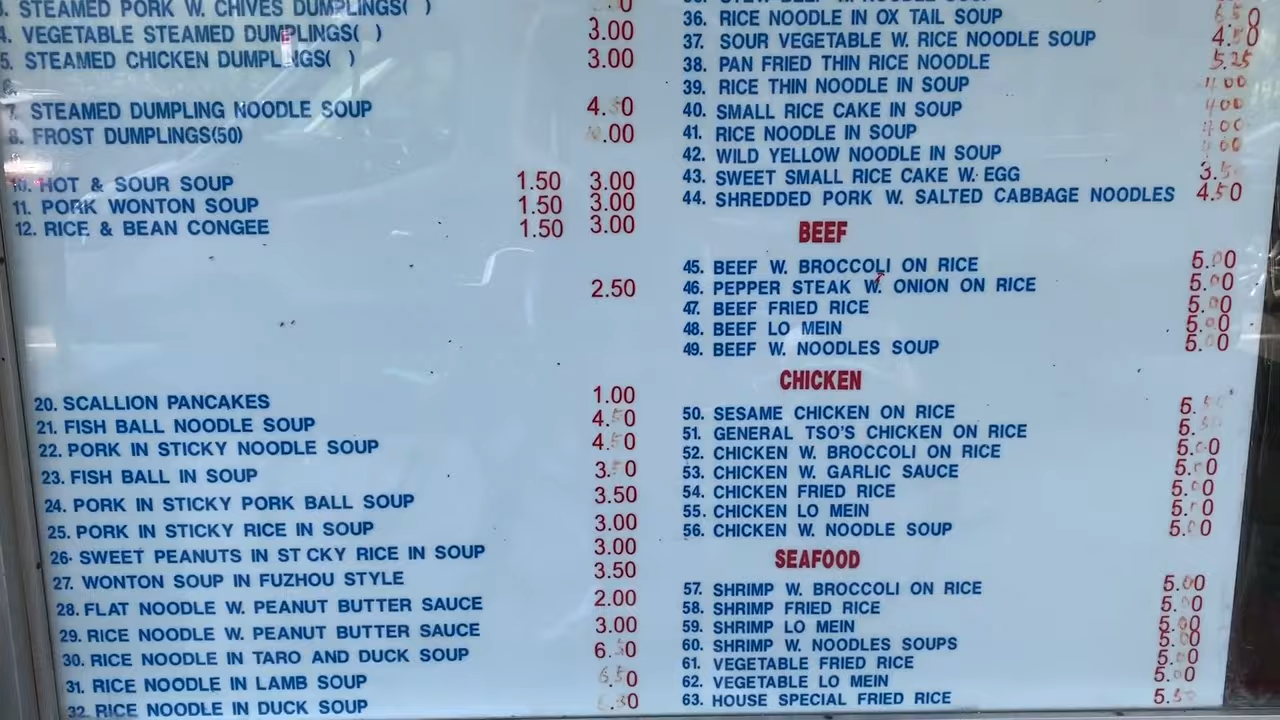 STEAMED PORK W. CHIVES DUMPLINGS( )
4. VEGETABLE STEAMED DUMPLINGS( ) 3.00
5. STEAMED CHICKEN DUMPLINGS( ) 3.00
6.
7. STEAMED DUMPLING NOODLE SOUP
8. FROST DUMPLINGS(50)
10. HOT & SOUR SOUP 1.50 3.00
11. PORK WONTON SOUP 1.50 3.00
12. RICE & BEAN CONGEE 1.50 3.00
2.50
20. SCALLION PANCAKES 1.00
21. FISH BALL NOODLE SOUP 4.50
22. PORK IN STICKY NOODLE SOUP 4.50
23. FISH BALL IN SOUP
24. PORK IN STICKY PORK BALL SOUP 3.50
25. PORK IN STICKY RICE IN SOUP 3.00
26. SWEET PEANUTS IN ST CKY RICE IN SOUP 3.00
27. WONTON SOUP IN FUZHOU STYLE 3.50
28. FLAT NOODLE W. PEANUT BUTTER SAUCE 2.00
29. RICE NOODLE W. PEANUT BUTTER SAUCE 3.00
30. RICE NOODLE IN TARO AND DUCK SOUP 6.50
31. RICE NOODLE IN LAMB SOUP 6.50
32. RICE NOODLE IN DUCK SOUP
36. RICE NOODLE IN OX TAIL SOUP 6.50
37. SOUR VEGETABLE W. RICE NOODLE SOUP 4.50
38. PAN FRIED THIN RICE NOODLE 5.25
39. RICE THIN NOODLE IN SOUP 4.00
40. SMALL RICE CAKE IN SOUP 4.00
41. RICE NOODLE IN SOUP 4.00
42. WILD YELLOW NOODLE IN SOUP 4.00
43. SWEET SMALL RICE CAKE W. EGG
44. SHREDDED PORK W. SALTED CABBAGE NOODLES 4.50
BEEF
45. BEEF W. BROCCOLI ON RICE 5.00
46. PEPPER STEAK W. ONION ON RICE 5.00
47. BEEF FRIED RICE 5.00
48. BEEF LO MEIN 5.00
49. BEEF W. NOODLES SOUP 5.00
CHICKEN
50. SESAME CHICKEN ON RICE
51. GENERAL TSO'S CHICKEN ON RICE
52. CHICKEN W. BROCCOLI ON RICE 5.00
53. CHICKEN W. GARLIC SAUCE 5.00
54. CHICKEN FRIED RICE 5.00
55. CHICKEN LO MEIN 5.00
56. CHICKEN W. NOODLE SOUP 5.00
SEAFOOD
57. SHRIMP W. BROCCOLI ON RICE 5.00
58. SHRIMP FRIED RICE 5.00
59. SHRIMP LO MEIN 5.00
60. SHRIMP W. NOODLES SOUPS 5.00
61. VEGETABLE FRIED RICE 5.00
62. VEGETABLE LO MEIN 5.00
63. HOUSE SPECIAL FRIED RICE